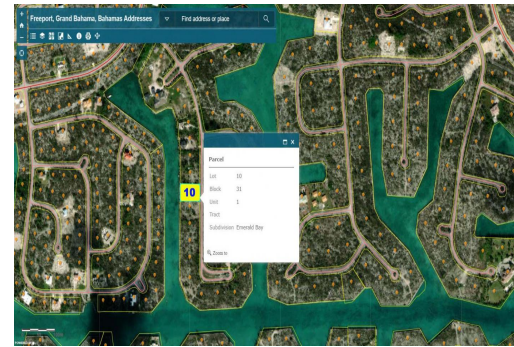 Freeport, Grand Bahama, Bahamas Addresses
Find address or place
Parcel
Lot 10
Block 31
Unit 1
Tract
Subdivision Emerald Bay
Zoom to
10